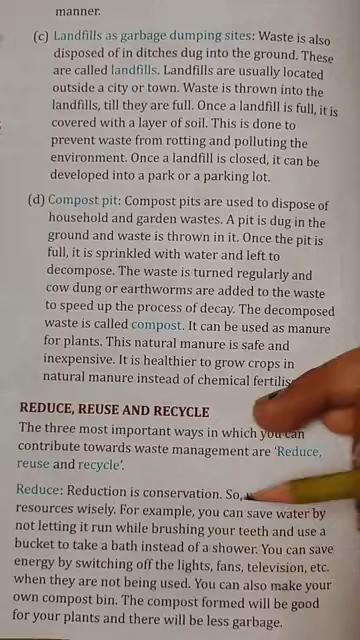 manner.
(c) Landfills as garbage dumping sites: Waste is also
disposed of in ditches dug into the ground. These
are called landfills. Landfills are usually located
outside a city or town. Waste is thrown into the
landfills, till they are full. Once a landfill is full, it is
covered with a layer of soil. This is done to
prevent waste from rotting and polluting the
environment. Once a landfill is closed, it can be
developed into a park or a parking lot.
(d) Compost pit: Compost pits are used to dispose of
household and garden wastes. A pit is dug in the
ground and waste is thrown in it. Once the pit is
full, it is sprinkled with water and left to
decompose. The waste is turned regularly and
cow dung or earthworms are added to the waste
to speed up the process of decay. The decomposed
waste is called compost. It can be used as manure
for plants. This natural manure is safe and
inexpensive. It is healthier to grow crops in
natural manure instead of chemical fertilis
REDUCE, REUSE AND RECYCLE
The three most important ways in which you can
contribute towards waste management are 'Reduce,
reuse and recycle'.
Reduce: Reduction is conservation. So,
resources wisely. For example, you can save water by
not letting it run while brushing your teeth and use a
bucket to take a bath instead of a shower. You can save
energy by switching off the lights, fans, television, etc.
when they are not being used. You can also make your
own compost bin. The compost formed will be good
for your plants and there will be less garbage.